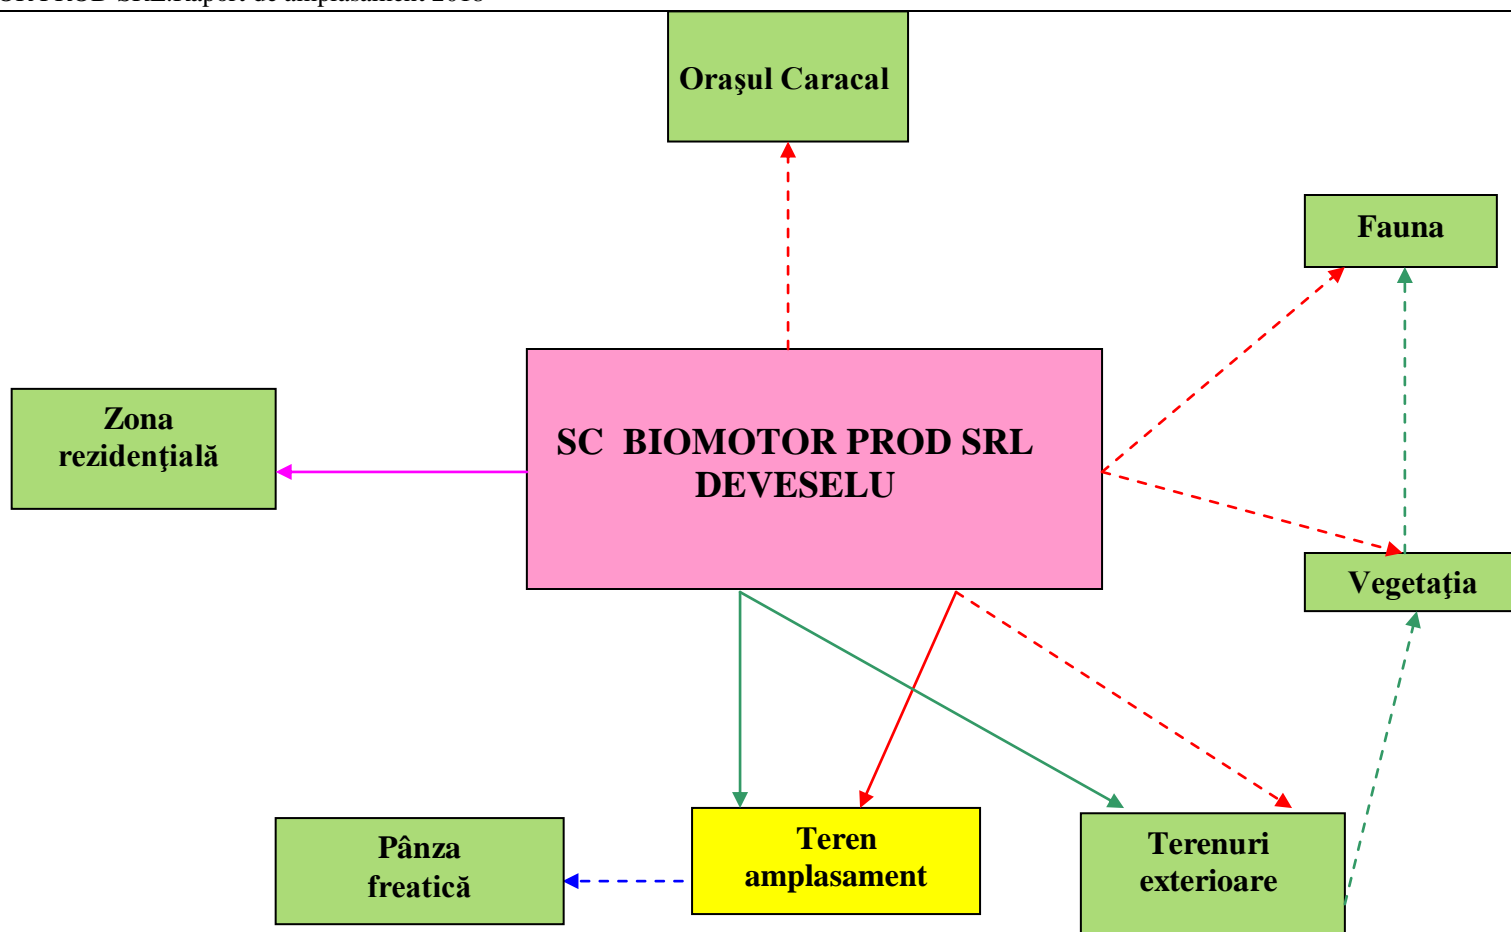 Oraşul Caracal
Fauna
Zona
rezidenţială
SC BIOMOTOR PROD SRL
DEVESELU
Vegetaţia
Teren
amplasament
Pânza
freatică
Terenuri
exterioare